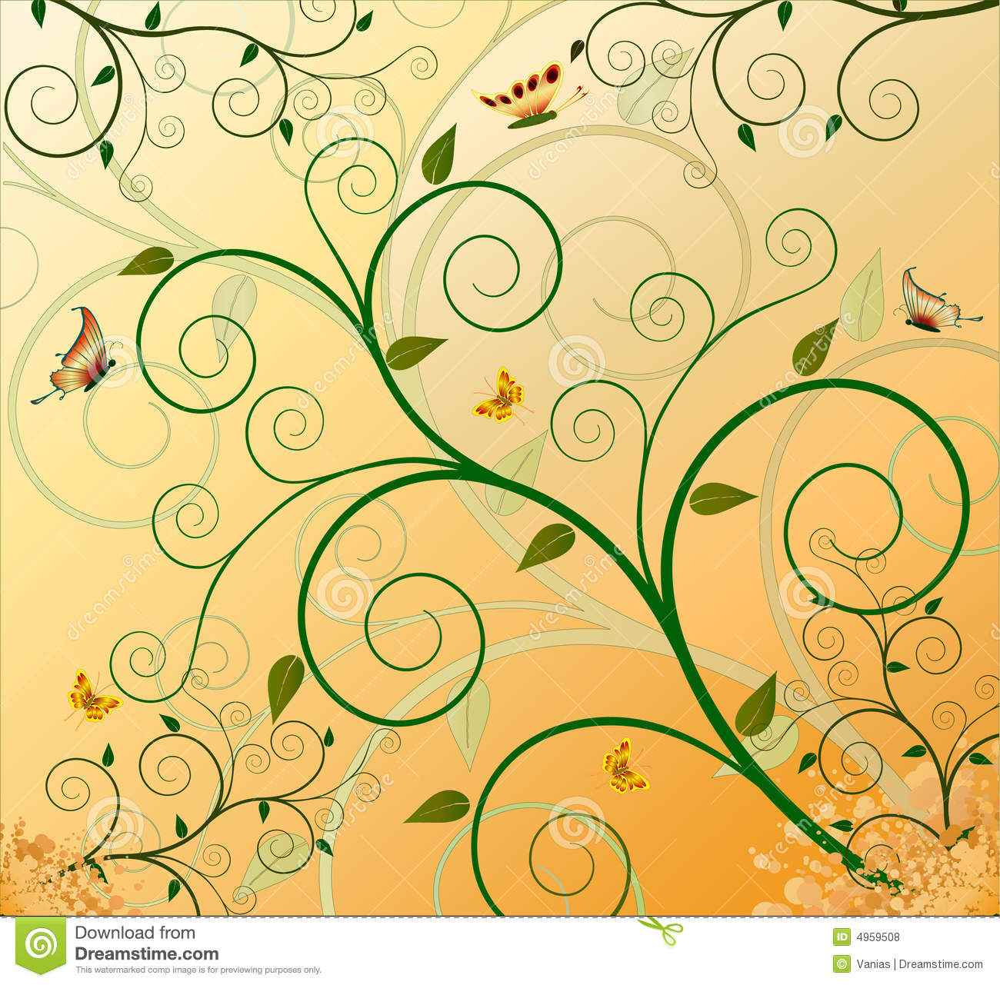 Download from
Dreamstime.com
This watermarked comp image is for previewing purposes only.
ID 4959508
Vanias | Dreamstime.com